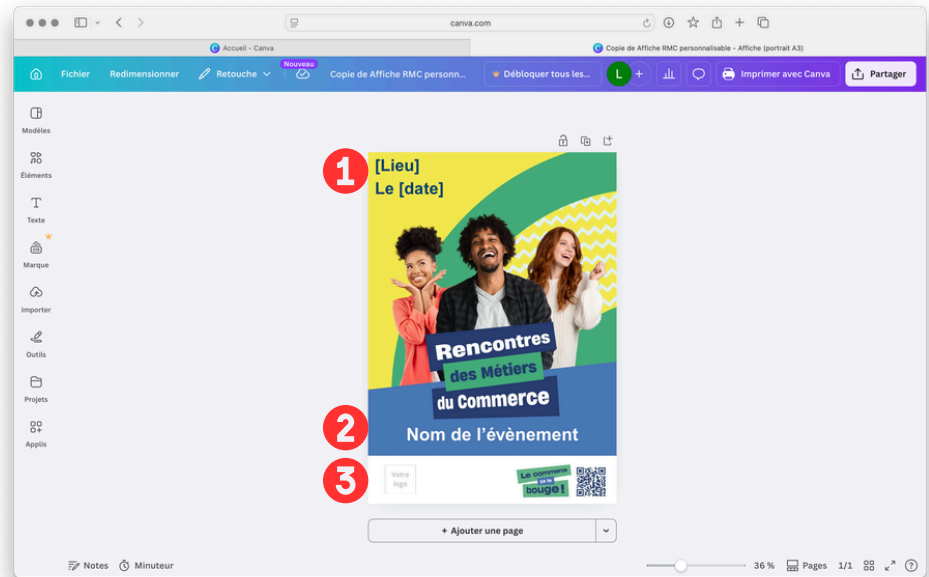 canva.com
Accueil - Canva
Copie de Affiche RMC personnalisable - Affiche (portrait A3)
Fichier
Redimensionner
Retouche
Nouveau
Copie de Affiche RMC personn...
Débloquer tous les...
L
+
Imprimer avec Canva
Partager
Modèles
Éléments
Texte
Marque
Importer
Outils
Projets
Applis
1
[Lieu]
Le [date]
Rencontres
des Métiers
du Commerce
2
Nom de l'évènement
3
Votre
logo
Le commerce
ça te
bouge !
+ Ajouter une page
Notes
Minuteur
36 %
Pages
1/1
?